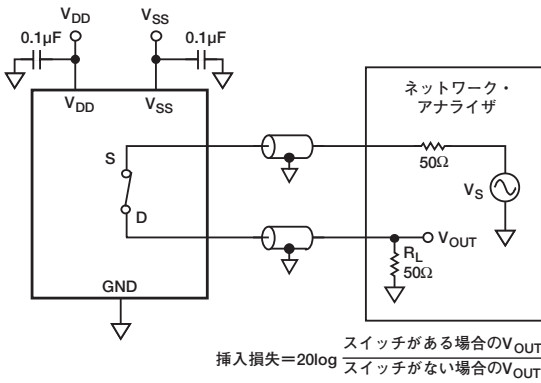 VDD
VSS
0.1µF
0.1µF
VDD
VSS
ネットワーク・
アナライザ
S
50Ω
VS
D
VOUT
RL
50Ω
GND
挿入損失=20log スイッチがある場合のVOUT
スイッチがない場合のVOUT